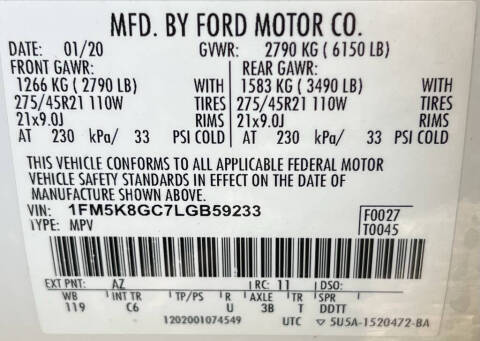 MFD. BY FORD MOTOR CO.
DATE: 01/20 GVWR: 2790 KG (6150 LB)
FRONT GAWR: REAR GAWR:
1266 KG (2790 LB) WITH 1583 KG (3490 LB) WITH
275/45R21 110W TIRES 275/45R21 110W TIRES
21x9.0J RIMS 21x9.0J RIMS
AT 230 kPa/ 33 PSI COLD AT 230 kPa/ 33 PSI COLD
THIS VEHICLE CONFORMS TO ALL APPLICABLE FEDERAL MOTOR
VEHICLE SAFETY STANDARDS IN EFFECT ON THE DATE OF
MANUFACTURE SHOWN ABOVE.
VIN: 1FM5K8GC7LGB59233 F0027
TYPE: MPV T0045
EXT PNT: AZ RC: 11 DSO:
WB INT TR TP/PS R AXLE TR SPR
119 C6 U 3B T DDTT
1202001074549 UTC ▽ 5U5A-1520472-BA